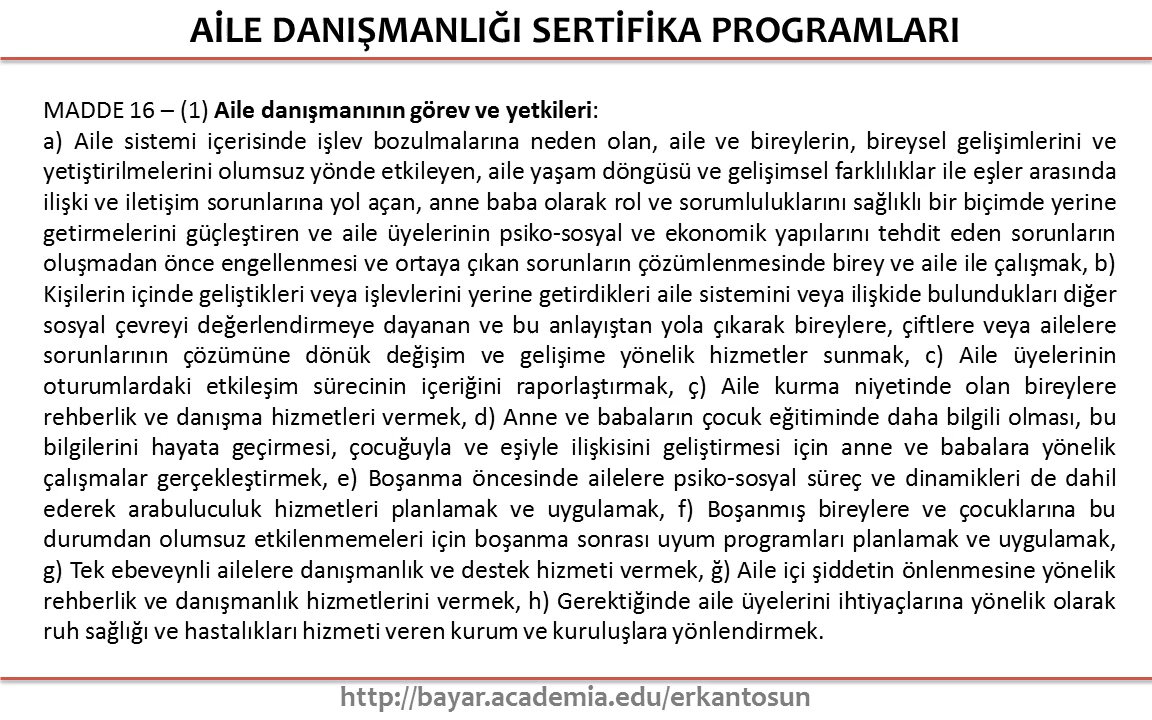 AİLE DANIŞMANLIĞI SERTİFİKA PROGRAMLARI
MADDE 16 – (1) Aile danışmanının görev ve yetkileri:
a) Aile sistemi içerisinde işlev bozulmalarına neden olan, aile ve bireylerin, bireysel gelişimlerini ve
yetiştirilmelerini olumsuz yönde etkileyen, aile yaşam döngüsü ve gelişimsel farklılıklar ile eşler arasında
ilişki ve iletişim sorunlarına yol açan, anne baba olarak rol ve sorumluluklarını sağlıklı bir biçimde yerine
getirmelerini güçleştiren ve aile üyelerinin psiko-sosyal ve ekonomik yapılarını tehdit eden sorunların
oluşmadan önce engellenmesi ve ortaya çıkan sorunların çözümlenmesinde birey ve aile ile çalışmak, b)
Kişilerin içinde geliştikleri veya işlevlerini yerine getirdikleri aile sistemini veya ilişkide bulundukları diğer
sosyal çevreyi değerlendirmeye dayanan ve bu anlayıştan yola çıkarak bireylere, çiftlere veya ailelere
sorunlarının çözümüne dönük değişim ve gelişime yönelik hizmetler sunmak, c) Aile üyelerinin
oturumlardaki etkileşim sürecinin içeriğini raporlaştırmak, ç) Aile kurma niyetinde olan bireylere
rehberlik ve danışma hizmetleri vermek, d) Anne ve babaların çocuk eğitiminde daha bilgili olması, bu
bilgilerini hayata geçirmesi, çocuğuyla ve eşiyle ilişkisini geliştirmesi için anne ve babalara yönelik
çalışmalar gerçekleştirmek, e) Boşanma öncesinde ailelere psiko-sosyal süreç ve dinamikleri de dahil
ederek arabuluculuk hizmetleri planlamak ve uygulamak, f) Boşanmış bireylere ve çocuklarına bu
durumdan olumsuz etkilenmemeleri için boşanma sonrası uyum programları planlamak ve uygulamak,
g) Tek ebeveynli ailelere danışmanlık ve destek hizmeti vermek, ğ) Aile içi şiddetin önlenmesine yönelik
rehberlik ve danışmanlık hizmetlerini vermek, h) Gerektiğinde aile üyelerini ihtiyaçlarına yönelik olarak
ruh sağlığı ve hastalıkları hizmeti veren kurum ve kuruluşlara yönlendirmek.
http://bayar.academia.edu/erkantosun